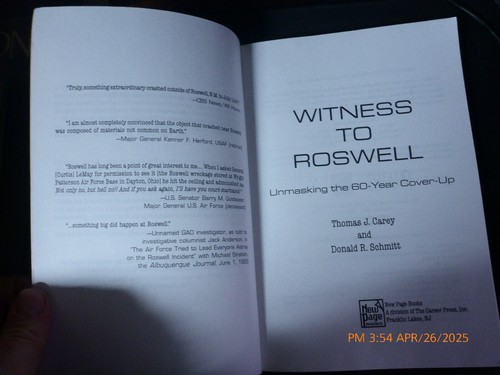 "Truly, something extraordinary crashed outside of Roswell, N.M. in July
—CBS News/48 Hours
"I am almost completely convinced that the object that crashed near Roswell
was composed of materials not common on Earth."
—Major General Kenner F. Hertford, USAF (retired)
"Roswell has long been a point of great interest to me.... When I asked General
[Curtis] LeMay for permission to see it [the Roswell wreckage stored at Wright
Patterson Air Force Base in Dayton, Ohio] he hit the ceiling and admonished me
Not only no, but hell no!! And if you ask again, I'll have you court martialed!"
—U.S. Senator Barry M. Goldwater,
Major General U.S. Air Force (deceased)
"...something big did happen at Roswell."
—Unnamed GAO investigator, as told to
investigative columnist Jack Anderson, in
"The Air Force Tried to Lead Everyone Astray
on the Roswell Incident" with Michael Binstein,
the Albuquerque Journal, June 1,
WITNESS
TO
ROSWELL
Unmasking the 60-Year Cover-Up
Thomas J. Carey
and
Donald R. Schmitt
New
Page
New Page Books
A division of The Career Press, Inc.
Franklin Lakes, NJ
PM 3:54 APR/26/2025